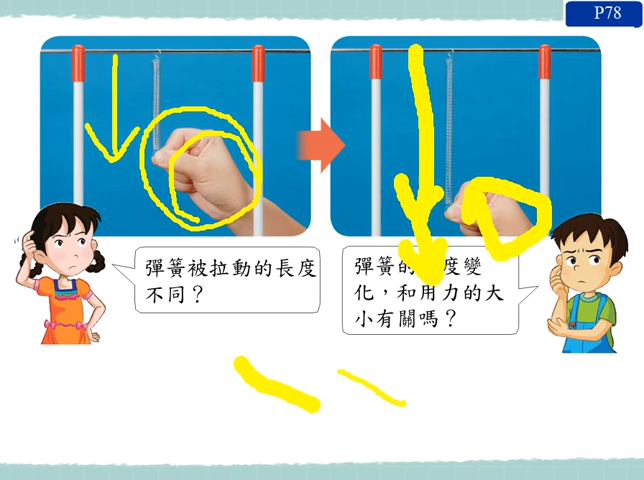 P78
彈簧被拉動的長度
不同？
彈簧的度變
化，和用力的大
小有關嗎？